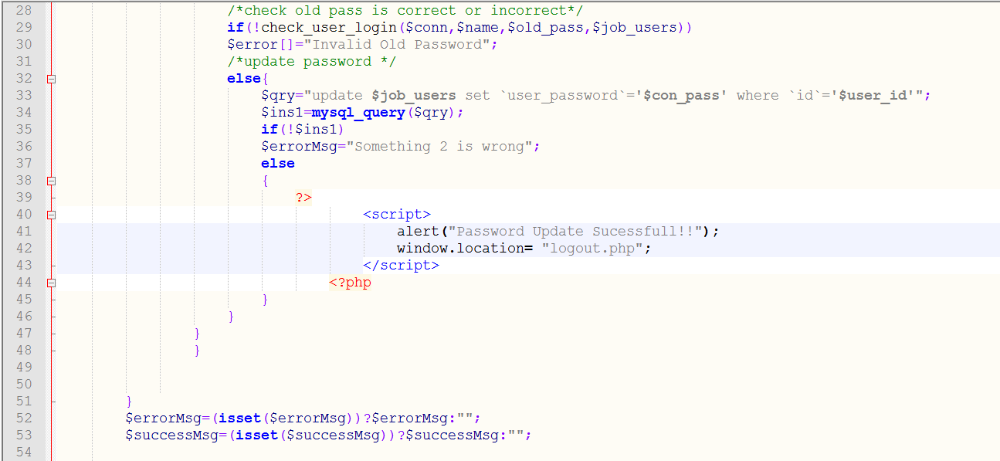 28 /*check old pass is correct or incorrect*/
29 if(!check_user_login($conn,$name,$old_pass,$job_users))
30 $error[]="Invalid Old Password";
31 /*update password */
32 else{
33 $qry="update $job_users set `user_password`='$con_pass' where `id`='$user_id'";
34 $ins1=mysql_query($qry);
35 if(!$ins1)
36 $errorMsg="Something 2 is wrong";
37 else
38 {
39 ?>
40 <script>
41 alert("Password Update Sucessfull!!");
42 window.location= "logout.php";
43 </script>
44 <?php
45 }
46 }
47 }
48 }
49
50
51 }
52 $errorMsg=(isset($errorMsg))?$errorMsg:"";
53 $successMsg=(isset($successMsg))?$successMsg:"";
54